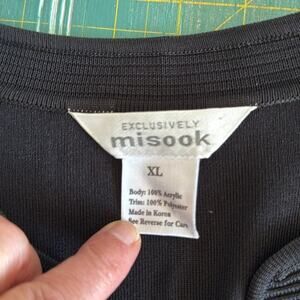 EXCLUSIVELY
misook
XL
Body: 100% Acrylic
Trim: 100% Polyester
Made in Korea
See Reverse for Care